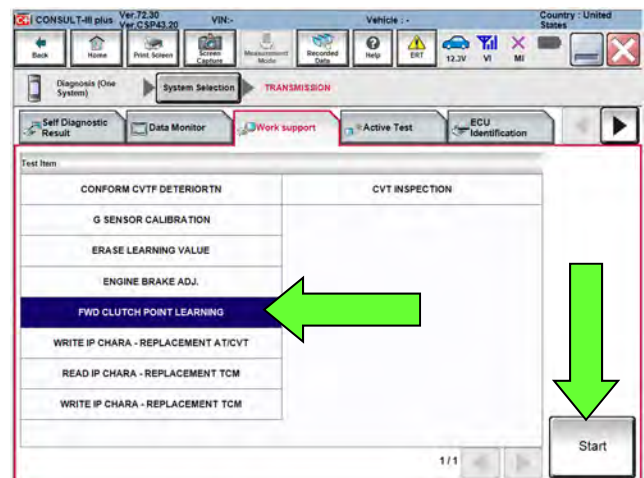 CONSULT-III plus Ver.72.30 Ver.CSP43.20 VIN:- Vehicle : - Country : United States
Back Home Print Screen Screen Capture Measurement Mode Recorded Data Help ERT 12.2V VI MI
Diagnosis (One System) System Selection TRANSMISSION
Self Diagnostic Result Data Monitor Work support Active Test ECU Identification
Test Item
CONFORM CVTF DETERIORTN CVT INSPECTION
G SENSOR CALIBRATION
ERASE LEARNING VALUE
ENGINE BRAKE ADJ.
FWD CLUTCH POINT LEARNING
WRITE IP CHARA - REPLACEMENT AT/CVT
READ IP CHARA - REPLACEMENT TCM
WRITE IP CHARA - REPLACEMENT TCM
Start
1/1